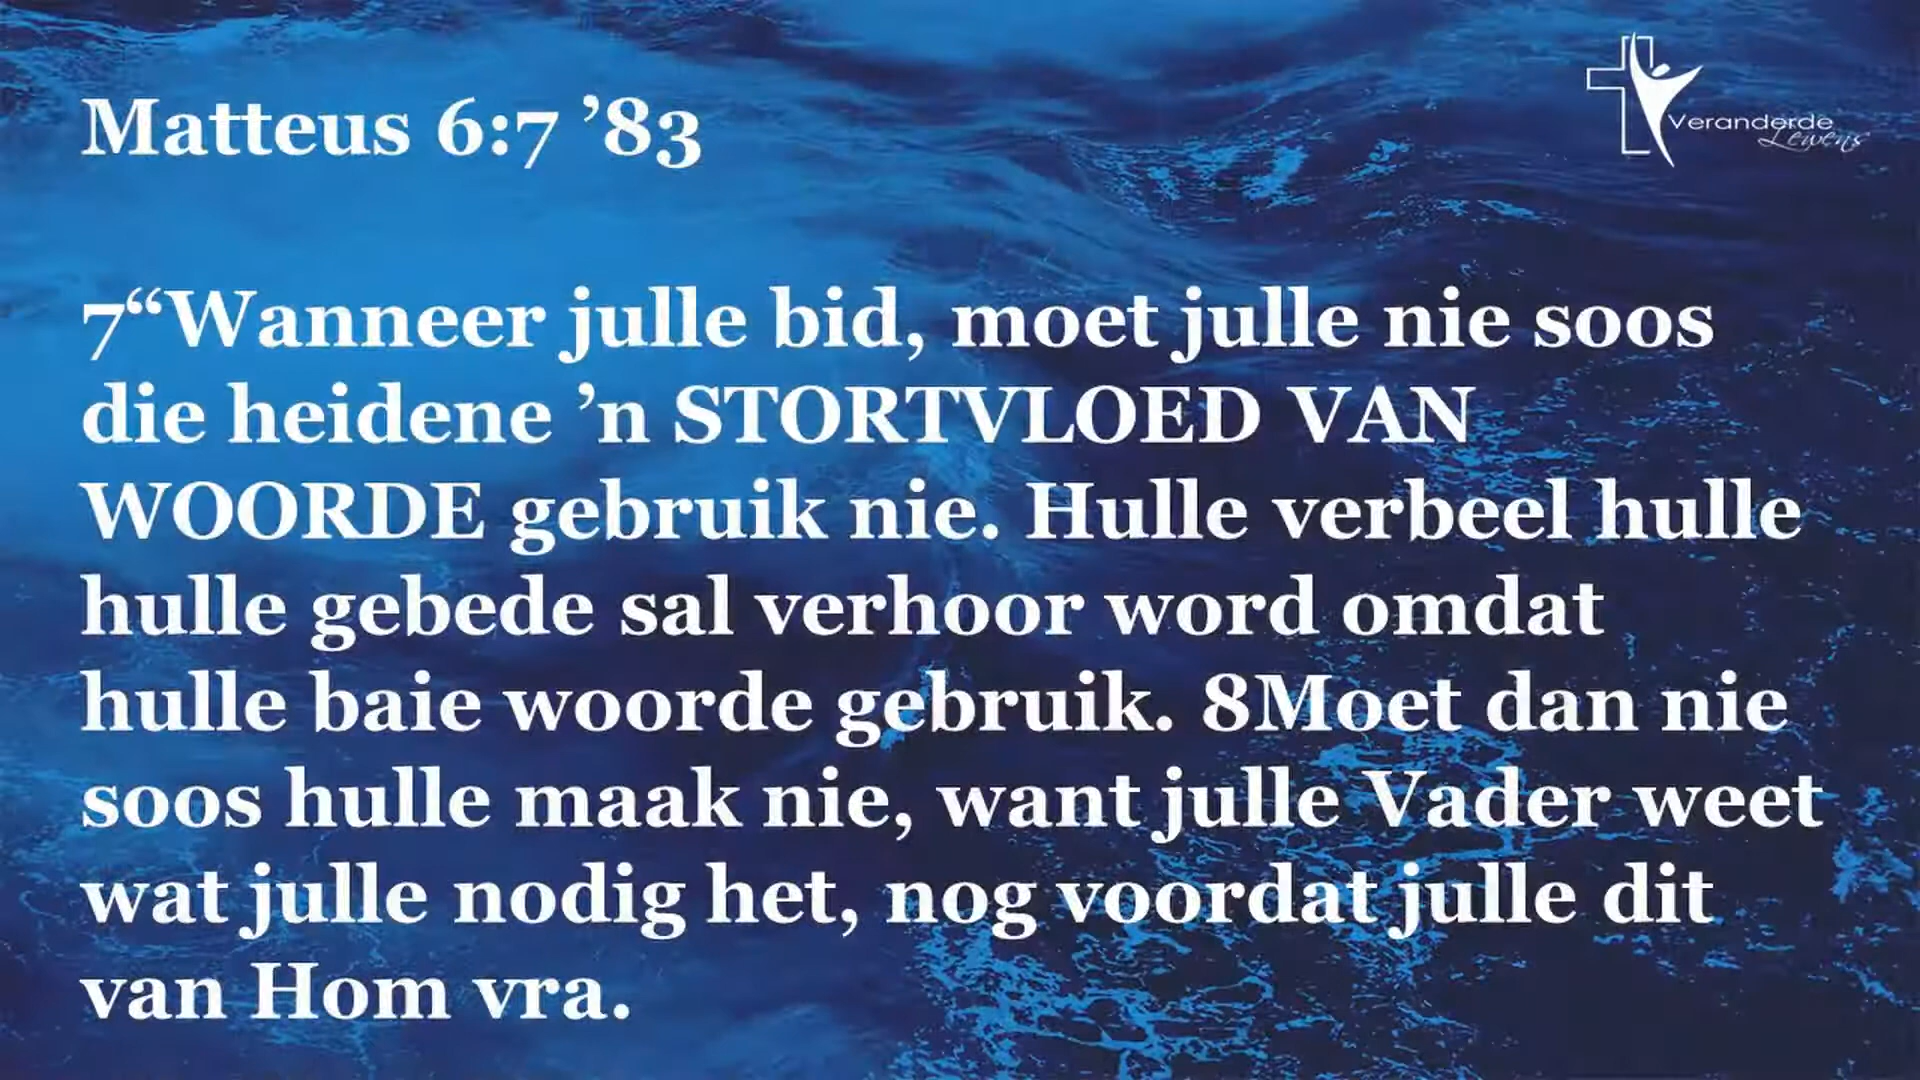 Matteus 6:7 ’83
Veranderde
Lewens
7“Wanneer julle bid, moet julle nie soos
die heidene ’n STORTVLOED VAN
WOORDE gebruik nie. Hulle verbeel hulle
hulle gebede sal verhoor word omdat
hulle baie woorde gebruik. 8Moet dan nie
soos hulle maak nie, want julle Vader weet
wat julle nodig het, nog voordat julle dit
van Hom vra.